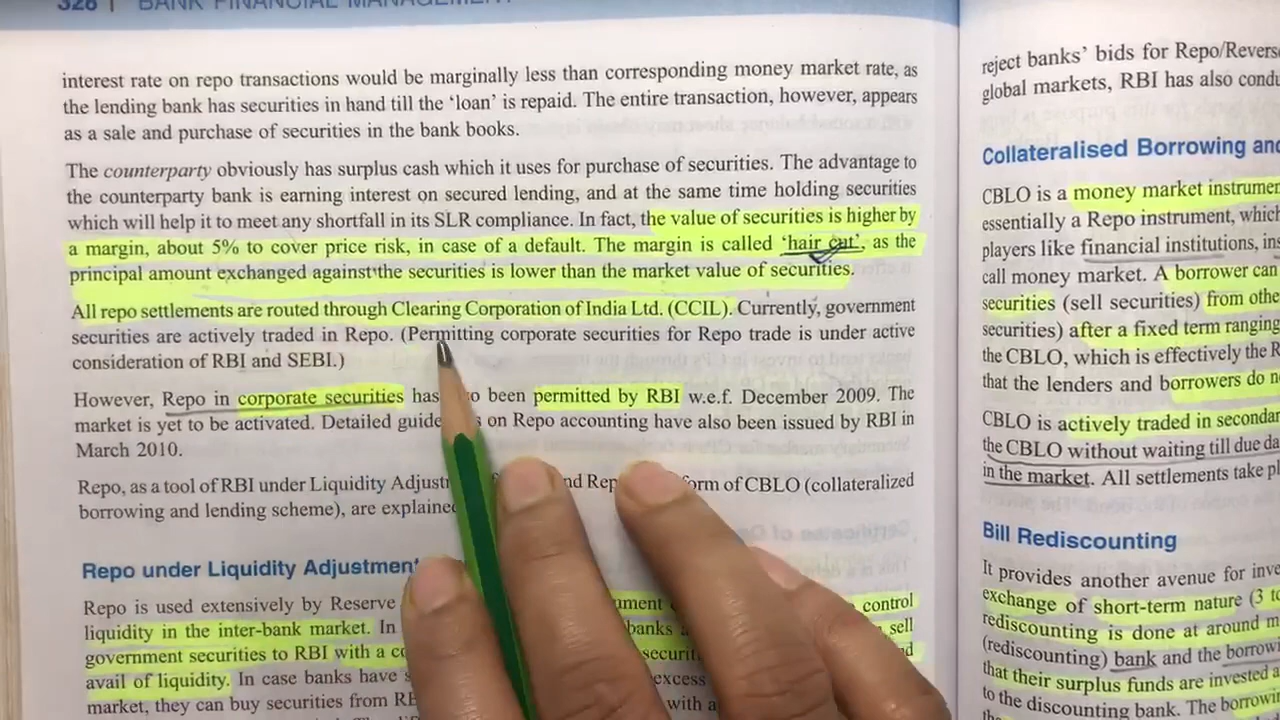 328 | BANK FINANCIAL MANAGEMENT
interest rate on repo transactions would be marginally less than corresponding money market rate, as
the lending bank has securities in hand till the ‘loan’ is repaid. The entire transaction, however, appears
as a sale and purchase of securities in the bank books.
The counterparty obviously has surplus cash which it uses for purchase of securities. The advantage to
the counterparty bank is earning interest on secured lending, and at the same time holding securities
which will help it to meet any shortfall in its SLR compliance. In fact, the value of securities is higher by
a margin, about 5% to cover price risk, in case of a default. The margin is called ‘hair cut’, as the
principal amount exchanged against the securities is lower than the market value of securities.
All repo settlements are routed through Clearing Corporation of India Ltd. (CCIL). Currently, government
securities are actively traded in Repo. (Permitting corporate securities for Repo trade is under active
consideration of RBI and SEBI.)
However, Repo in corporate securities has been permitted by RBI w.e.f. December 2009. The
market is yet to be activated. Detailed on Repo accounting have also been issued by RBI in
March 2010.
Repo, as a tool of RBI under Liquidity form of CBLO (collateralized
borrowing and lending scheme), are
Repo under Liquidity
Repo is used extensively by Reserve control
liquidity in the inter-bank market. In banks sell
government securities to RBI with a
avail of liquidity. In case banks have excess
market, they can buy securities from with a
reject banks’ bids for
global markets, RBI has also
Collateralised Borrowing
CBLO is a money market
essentially a Repo instrument,
players like financial institutions,
call money market. A borrower can
securities (sell securities) from
securities) after a fixed term ranging
the CBLO, which is effectively the
that the lenders and borrowers
CBLO is actively traded in
the CBLO without waiting till due
in the market. All settlements take
Bill Rediscounting
It provides another avenue for
exchange of short-term nature (3
rediscounting is done at around
(rediscounting) bank and the
that their surplus funds are invested
to the discounting bank. The